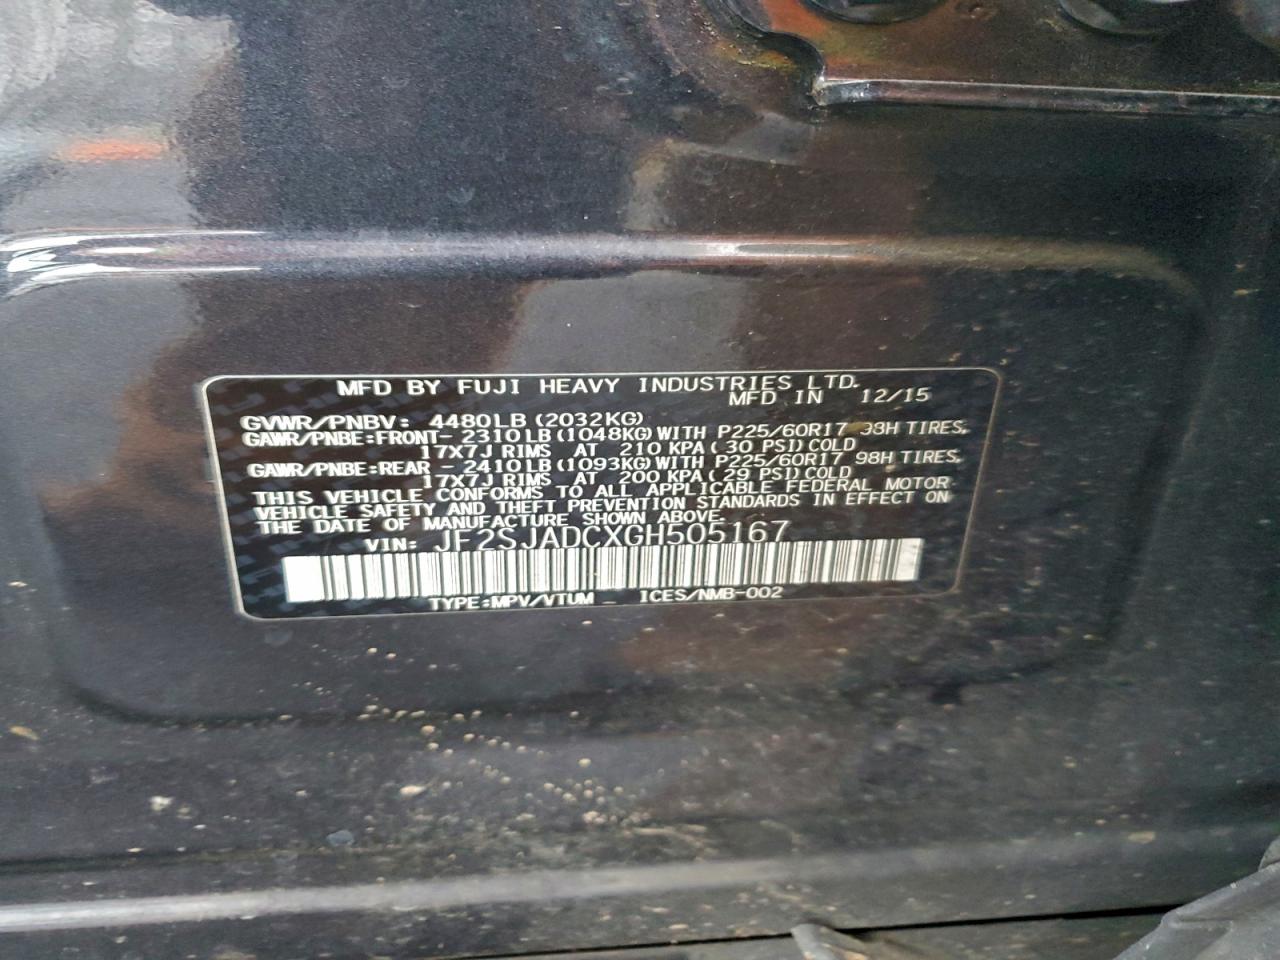 MFD BY FUJI HEAVY INDUSTRIES LTD.
MFD IN 12/15
GVWR/PNBV: 4480LB (2032KG)
GAWR/PNBE:FRONT- 2310LB (1048KG) WITH P225/60R17 98H TIRES,
17X7J RIMS AT 210 KPA (30 PSI) COLD
GAWR/PNBE:REAR - 2410LB (1093KG) WITH P225/60R17 98H TIRES,
17X7J RIMS AT 200 KPA (29 PSI) COLD
THIS VEHICLE CONFORMS TO ALL APPLICABLE FEDERAL MOTOR
VEHICLE SAFETY AND THEFT PREVENTION STANDARDS IN EFFECT ON
THE DATE OF MANUFACTURE SHOWN ABOVE.
VIN: JF2SJADCXGH505167
TYPE:MPV/VTUM ICES/NMB-002